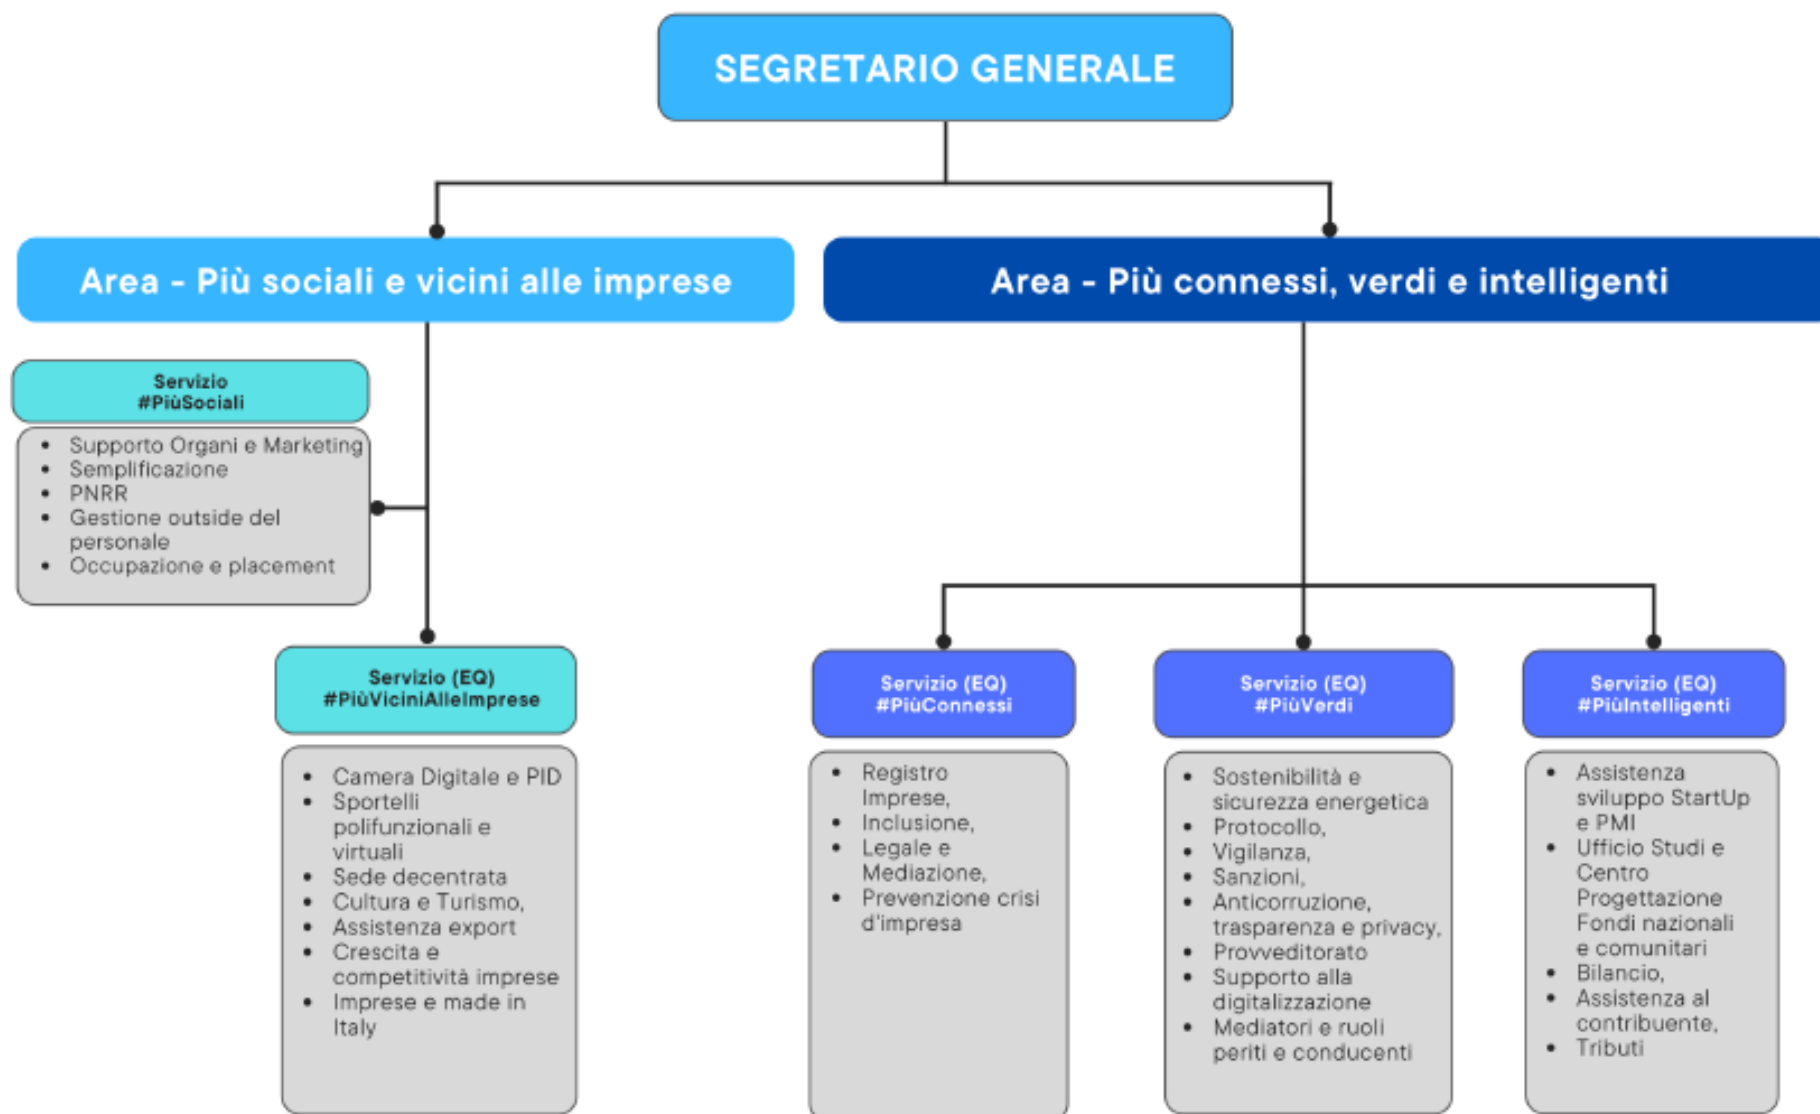 SEGRETARIO GENERALE
Area - Più sociali e vicini alle imprese
Area - Più connessi, verdi e intelligenti
Servizio
#PiùSociali
• Supporto Organi e Marketing
• Semplificazione
• PNRR
• Gestione outside del
personale
• Occupazione e placement
Servizio (EQ)
#PiùViciniAlleImprese
• Camera Digitale e PID
• Sportelli
polifunzionali e
virtuali
• Sede decentrata
• Cultura e Turismo,
• Assistenza export
• Crescita e
competitività imprese
• Imprese e made in
Italy
Servizio (EQ)
#PiùConnessi
• Registro
Imprese,
• Inclusione,
• Legale e
Mediazione,
• Prevenzione crisi
d'impresa
Servizio (EQ)
#PiùVerdi
• Sostenibilità e
sicurezza energetica
• Protocollo,
• Vigilanza,
• Sanzioni,
• Anticorruzione,
trasparenza e privacy,
• Provveditorato
• Supporto alla
digitalizzazione
• Mediatori e ruoli
periti e conducenti
Servizio (EQ)
#PiùIntelligenti
• Assistenza
sviluppo StartUp
e PMI
• Ufficio Studi e
Centro
Progettazione
Fondi nazionali
e comunitari
• Bilancio,
• Assistenza al
contribuente,
• Tributi